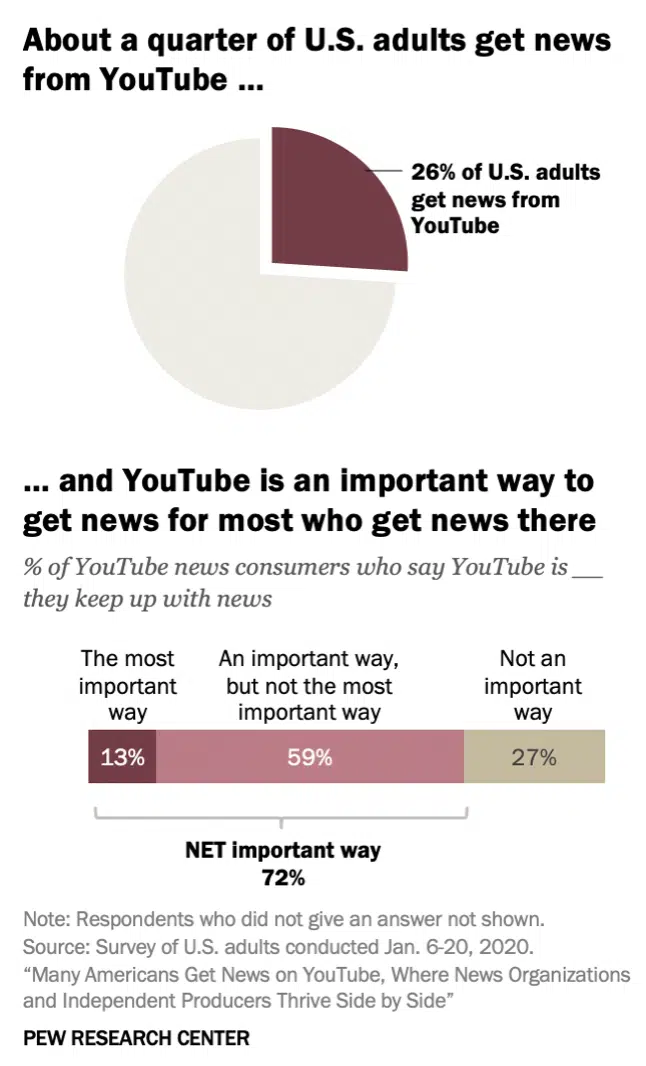 About a quarter of U.S. adults get news
from YouTube ...
26% of U.S. adults
get news from
YouTube
... and YouTube is an important way to
get news for most who get news there
% of YouTube news consumers who say YouTube is __
they keep up with news
The most
important
way
An important way,
but not the most
important way
Not an
important
way
13%
59%
27%
NET important way
72%
Note: Respondents who did not give an answer not shown.
Source: Survey of U.S. adults conducted Jan. 6-20, 2020.
“Many Americans Get News on YouTube, Where News Organizations
and Independent Producers Thrive Side by Side”
PEW RESEARCH CENTER